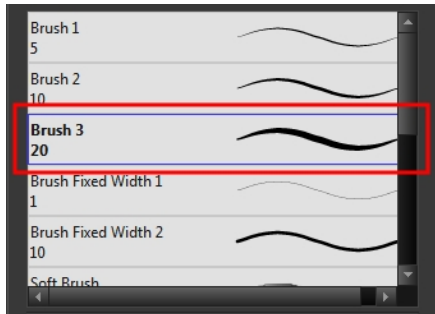 Brush 1
5
Brush 2
10
Brush 3
20
Brush Fixed Width 1
1
Brush Fixed Width 2
10
Soft Brush